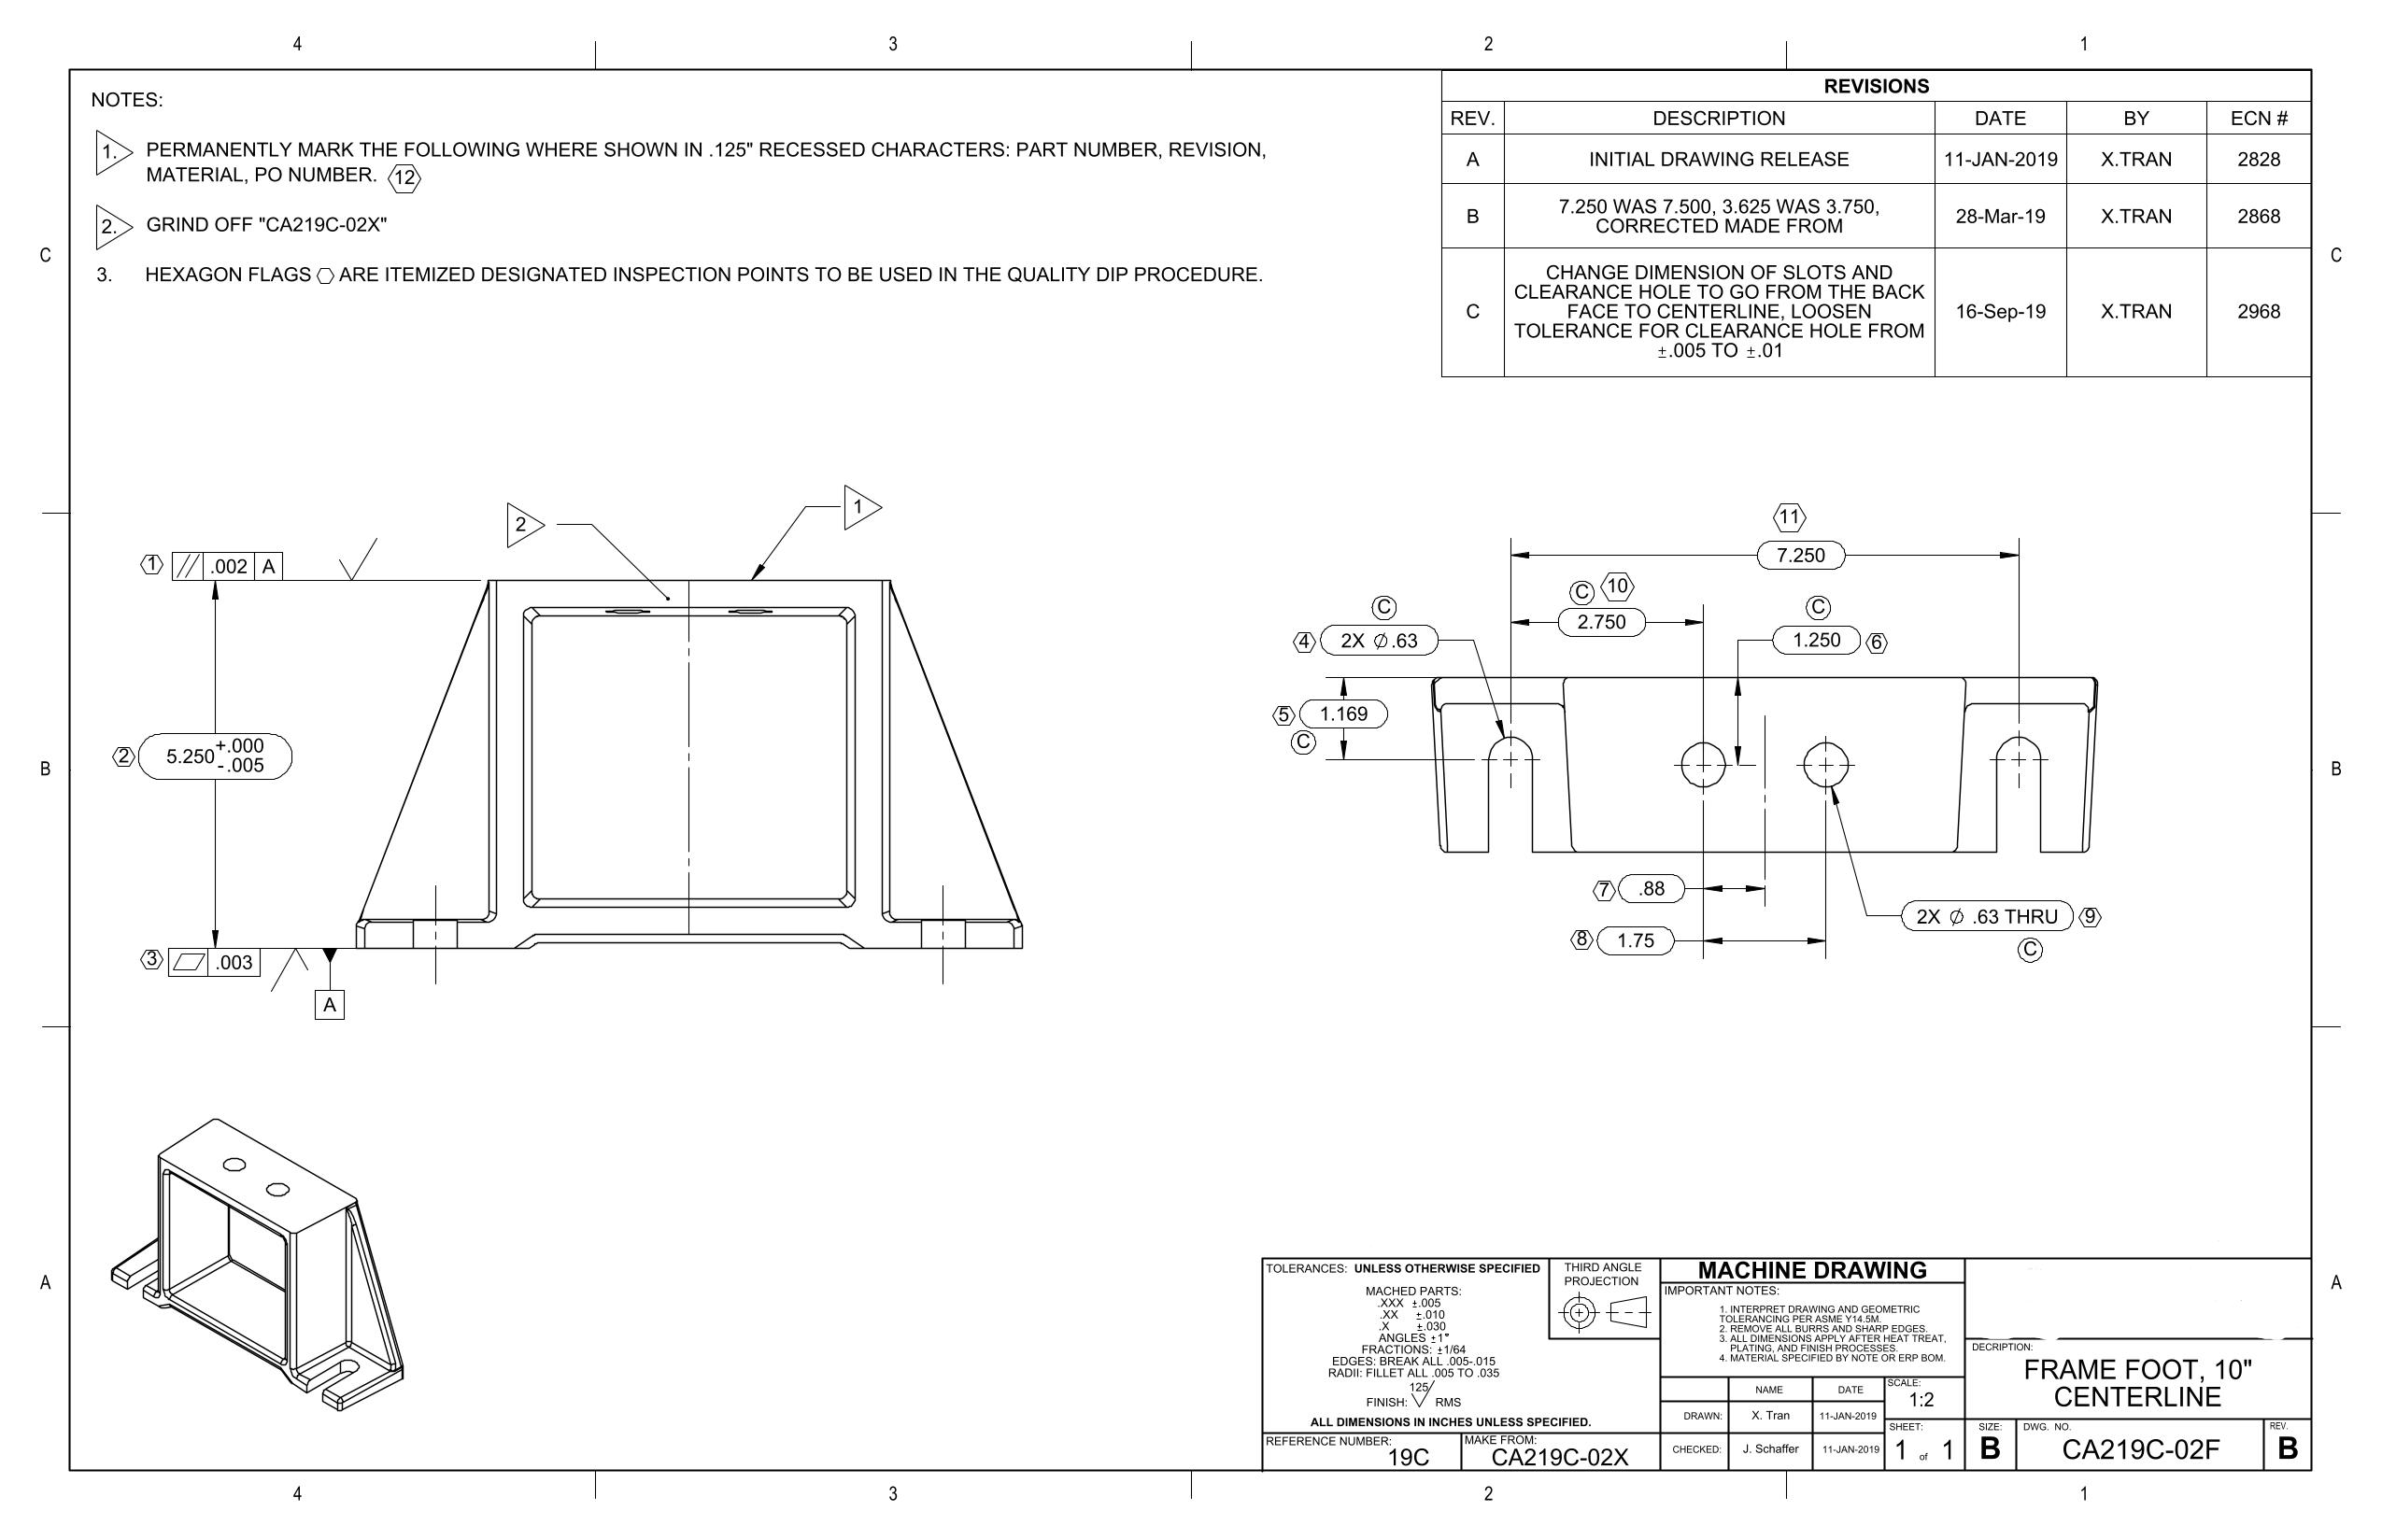 4 3 2 1
NOTES:
1. PERMANENTLY MARK THE FOLLOWING WHERE SHOWN IN .125" RECESSED CHARACTERS: PART NUMBER, REVISION,
MATERIAL, PO NUMBER. 12
2. GRIND OFF "CA219C-02X"
3. HEXAGON FLAGS ⬡ ARE ITEMIZED DESIGNATED INSPECTION POINTS TO BE USED IN THE QUALITY DIP PROCEDURE.
REVISIONS
REV. DESCRIPTION DATE BY ECN #
A INITIAL DRAWING RELEASE 11-JAN-2019 X.TRAN 2828
B 7.250 WAS 7.500, 3.625 WAS 3.750,
CORRECTED MADE FROM 28-Mar-19 X.TRAN 2868
C CHANGE DIMENSION OF SLOTS AND
CLEARANCE HOLE TO GO FROM THE BACK
FACE TO CENTERLINE, LOOSEN
TOLERANCE FOR CLEARANCE HOLE FROM
±.005 TO ±.01 16-Sep-19 X.TRAN 2968
C C
2 1
1 // .002 A
2 5.250 +.000
-.005
3 ⏥ .003
A
11
7.250
C 10
2.750
C
4 2X ⌀ .63
C
1.250 6
5 1.169
C
7 .88
8 1.75
2X ⌀ .63 THRU 9
C
B B
A A
TOLERANCES: UNLESS OTHERWISE SPECIFIED
MACHED PARTS:
.XXX ±.005
.XX ±.010
.X ±.030
ANGLES ±1°
FRACTIONS: ±1/64
EDGES: BREAK ALL .005-.015
RADII: FILLET ALL .005 TO .035
125
FINISH: √ RMS
ALL DIMENSIONS IN INCHES UNLESS SPECIFIED.
REFERENCE NUMBER:
19C
MAKE FROM:
CA219C-02X
THIRD ANGLE
PROJECTION
MACHINE DRAWING
IMPORTANT NOTES:
1. INTERPRET DRAWING AND GEOMETRIC
TOLERANCING PER ASME Y14.5M.
2. REMOVE ALL BURRS AND SHARP EDGES.
3. ALL DIMENSIONS APPLY AFTER HEAT TREAT,
PLATING, AND FINISH PROCESSES.
4. MATERIAL SPECIFIED BY NOTE OR ERP BOM.
NAME DATE
DRAWN: X. Tran 11-JAN-2019
CHECKED: J. Schaffer 11-JAN-2019
SCALE:
1:2
SHEET:
1 of 1
DECRIPTION:
FRAME FOOT, 10"
CENTERLINE
SIZE:
B
DWG. NO.
CA219C-02F
REV.
B
4 3 2 1